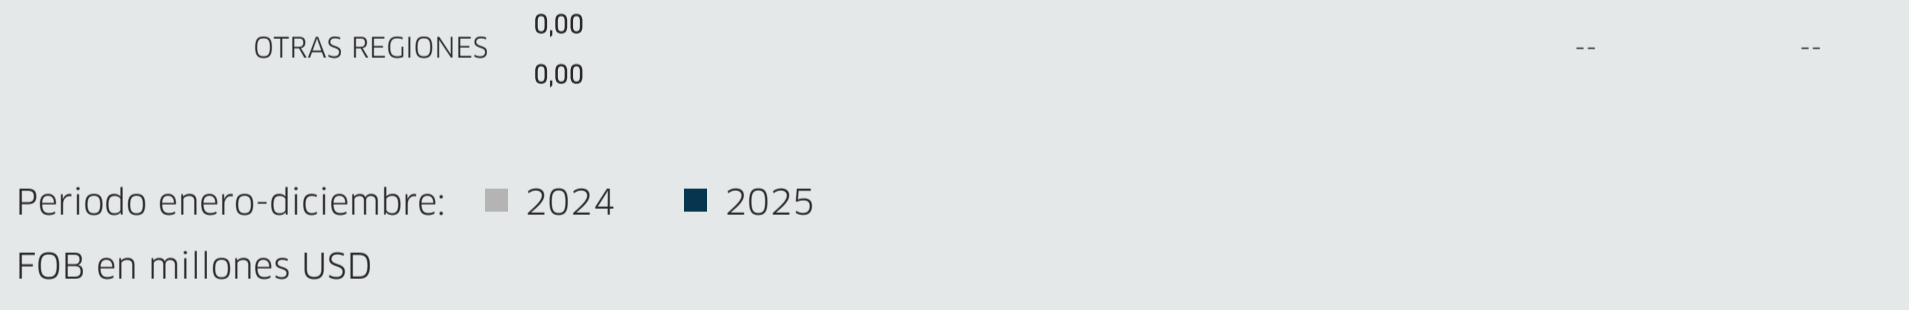 0,00
OTRAS REGIONES -- --
0,00
Periodo enero-diciembre: 2024 2025
FOB en millones USD